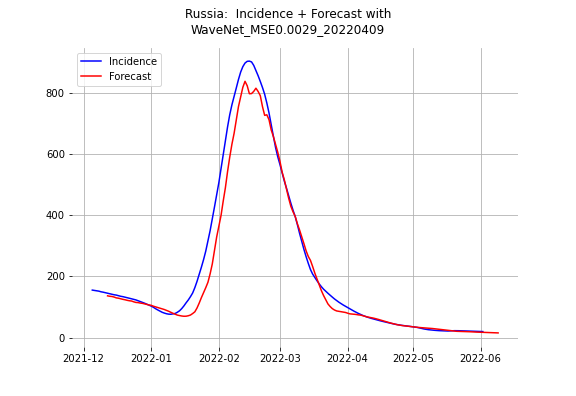 Russia:  Incidence + Forecast with
WaveNet_MSE0.0029_20220409
Incidence
Forecast
800
600
400
200
0
2021-12 2022-01 2022-02 2022-03 2022-04 2022-05 2022-06